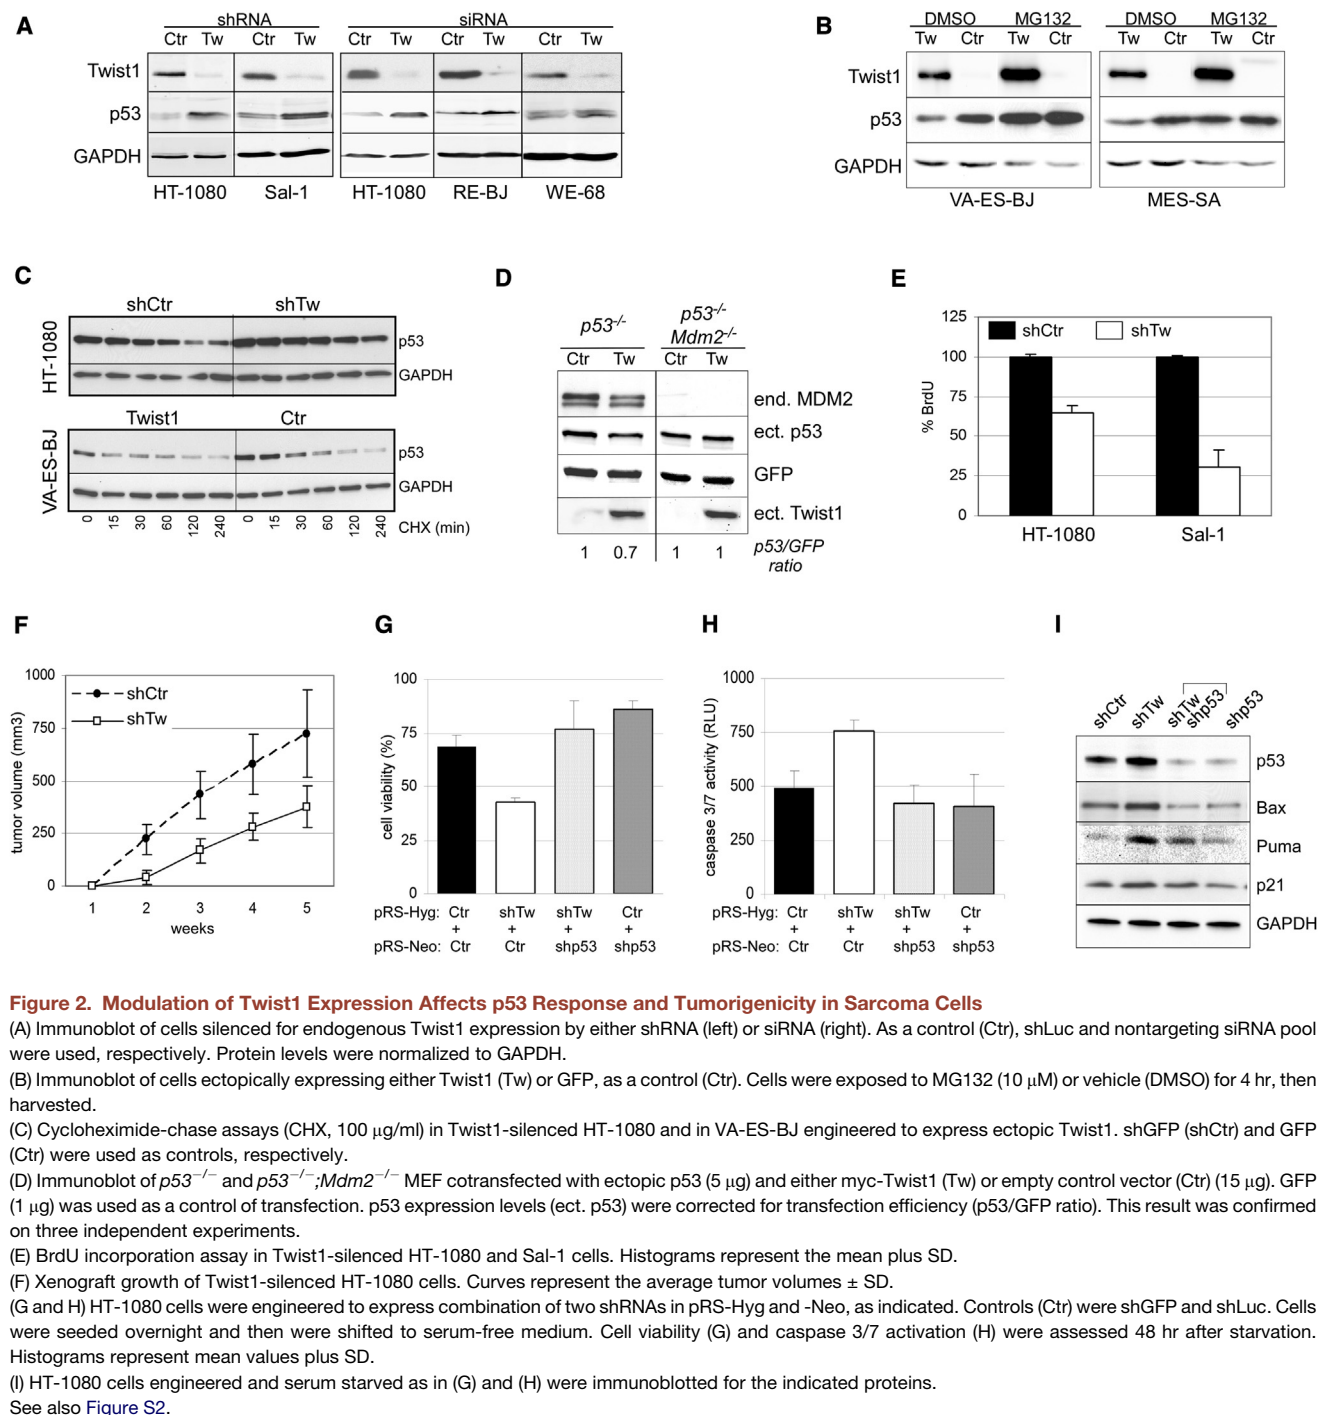 A
shRNA
siRNA
Ctr Tw Ctr Tw Ctr Tw Ctr Tw Ctr Tw
Twist1
p53
GAPDH
HT-1080 Sal-1 HT-1080 RE-BJ WE-68
B
DMSO MG132 DMSO MG132
Tw Ctr Tw Ctr Tw Ctr Tw Ctr
Twist1
p53
GAPDH
VA-ES-BJ MES-SA
C
shCtr shTw
HT-1080
p53
GAPDH
Twist1 Ctr
VA-ES-BJ
p53
GAPDH
0 15 30 60 120 240 0 15 30 60 120 240 CHX (min)
D
p53-/- p53-/- Mdm2-/-
Ctr Tw Ctr Tw
end. MDM2
ect. p53
GFP
ect. Twist1
1 0.7 1 1 p53/GFP
ratio
E
125
100
75
50
25
0
% BrdU
shCtr shTw
HT-1080 Sal-1
F
1000
750
500
250
0
tumor volume (mm3)
shCtr
shTw
1 2 3 4 5
weeks
G
100
75
50
25
0
cell viability (%)
pRS-Hyg: Ctr shTw shTw Ctr
+ + + +
pRS-Neo: Ctr Ctr shp53 shp53
H
1000
750
500
250
0
caspase 3/7 activity (RLU)
pRS-Hyg: Ctr shTw shTw Ctr
+ + + +
pRS-Neo: Ctr Ctr shp53 shp53
I
shCtr shTw shTw shp53 shp53
p53
Bax
Puma
p21
GAPDH
Figure 2. Modulation of Twist1 Expression Affects p53 Response and Tumorigenicity in Sarcoma Cells
(A) Immunoblot of cells silenced for endogenous Twist1 expression by either shRNA (left) or siRNA (right). As a control (Ctr), shLuc and nontargeting siRNA pool
were used, respectively. Protein levels were normalized to GAPDH.
(B) Immunoblot of cells ectopically expressing either Twist1 (Tw) or GFP, as a control (Ctr). Cells were exposed to MG132 (10 μM) or vehicle (DMSO) for 4 hr, then
harvested.
(C) Cycloheximide-chase assays (CHX, 100 μg/ml) in Twist1-silenced HT-1080 and in VA-ES-BJ engineered to express ectopic Twist1. shGFP (shCtr) and GFP
(Ctr) were used as controls, respectively.
(D) Immunoblot of p53−/− and p53−/−;Mdm2−/− MEF cotransfected with ectopic p53 (5 μg) and either myc-Twist1 (Tw) or empty control vector (Ctr) (15 μg). GFP
(1 μg) was used as a control of transfection. p53 expression levels (ect. p53) were corrected for transfection efficiency (p53/GFP ratio). This result was confirmed
on three independent experiments.
(E) BrdU incorporation assay in Twist1-silenced HT-1080 and Sal-1 cells. Histograms represent the mean plus SD.
(F) Xenograft growth of Twist1-silenced HT-1080 cells. Curves represent the average tumor volumes ± SD.
(G and H) HT-1080 cells were engineered to express combination of two shRNAs in pRS-Hyg and -Neo, as indicated. Controls (Ctr) were shGFP and shLuc. Cells
were seeded overnight and then were shifted to serum-free medium. Cell viability (G) and caspase 3/7 activation (H) were assessed 48 hr after starvation.
Histograms represent mean values plus SD.
(I) HT-1080 cells engineered and serum starved as in (G) and (H) were immunoblotted for the indicated proteins.
See also Figure S2.